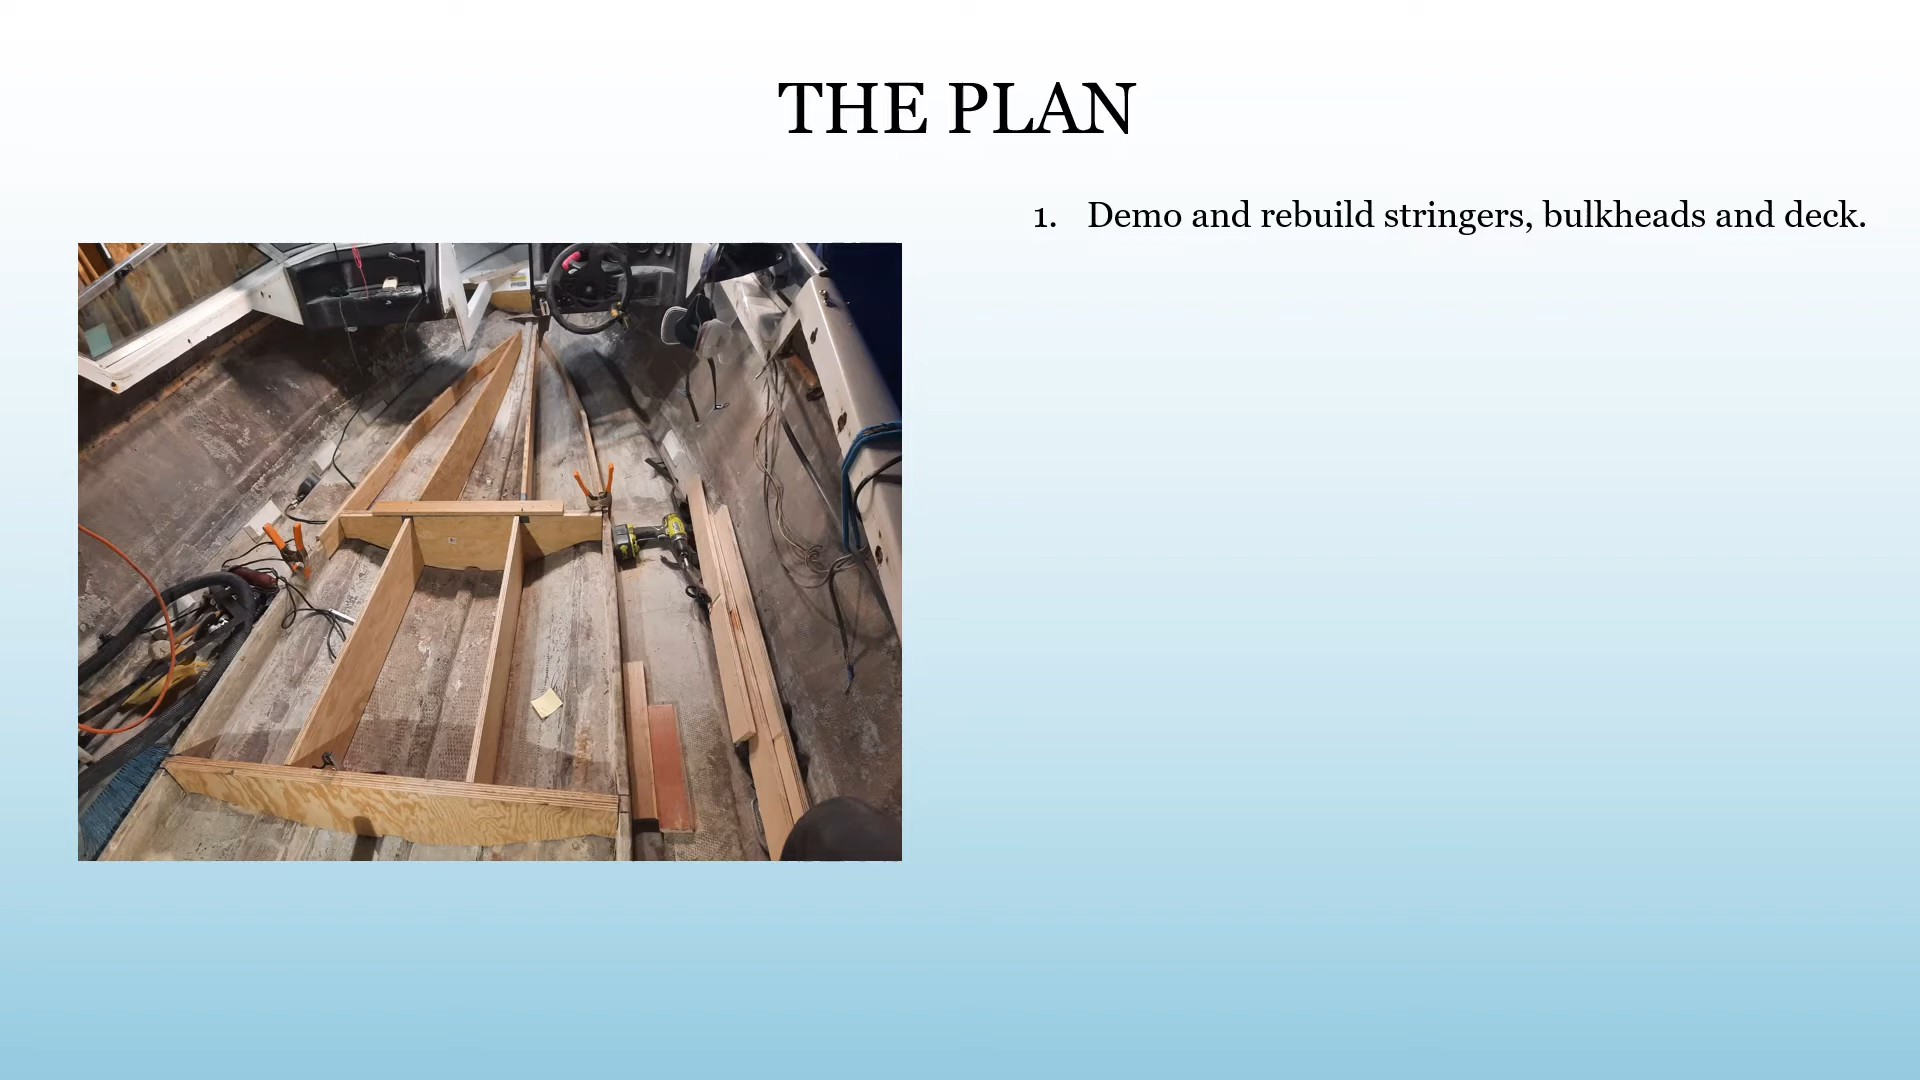 THE PLAN
1. Demo and rebuild stringers, bulkheads and deck.